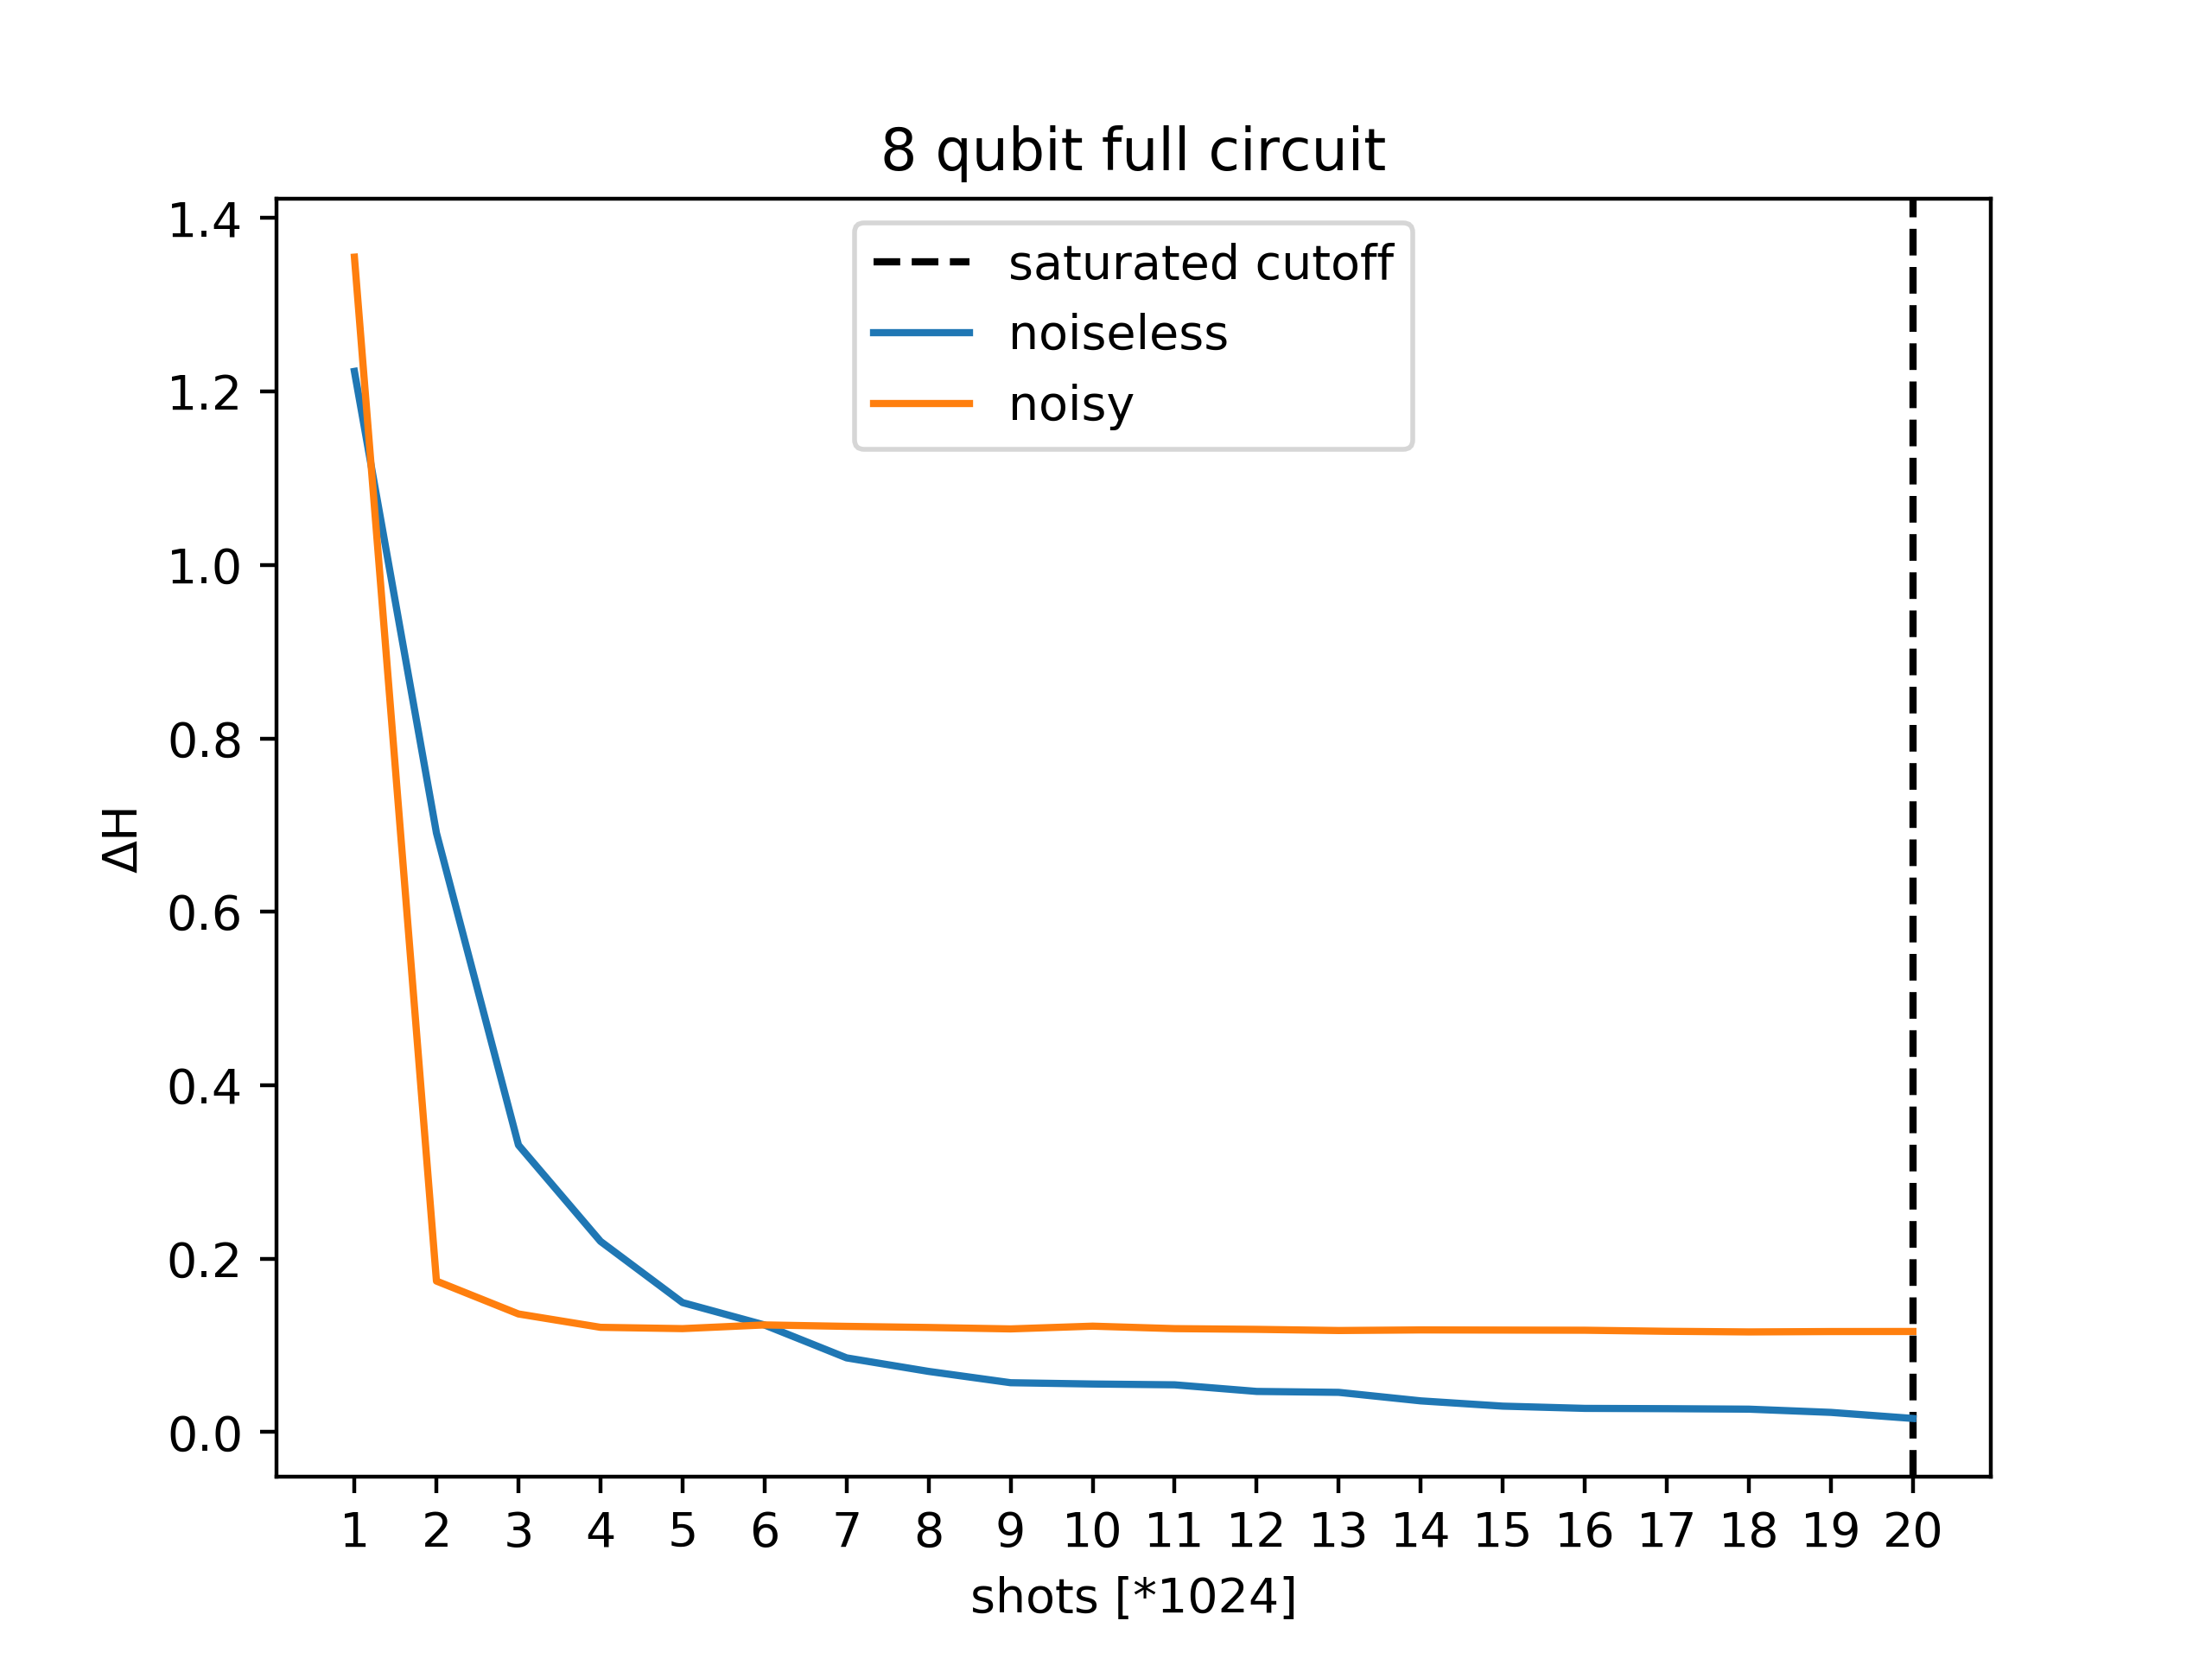 8 qubit full circuit
1.4
1.2
1.0
0.8
0.6
0.4
0.2
0.0
ΔH
saturated cutoff
noiseless
noisy
1 2 3 4 5 6 7 8 9 10 11 12 13 14 15 16 17 18 19 20
shots [*1024]